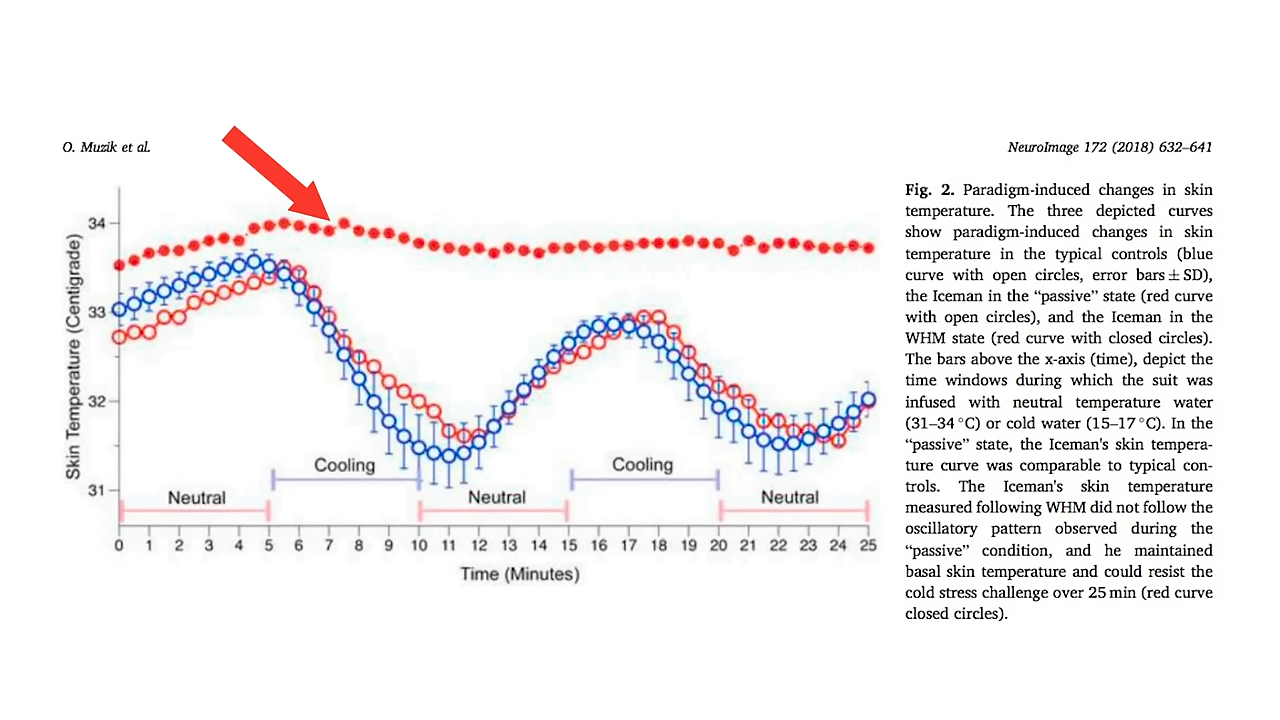 O. Muzik et al.
NeuroImage 172 (2018) 632–641
34
33
32
31
Skin Temperature (Centigrade)
Cooling
Cooling
Neutral
Neutral
Neutral
0 1 2 3 4 5 6 7 8 9 10 11 12 13 14 15 16 17 18 19 20 21 22 23 24 25
Time (Minutes)
Fig. 2. Paradigm-induced changes in skin
temperature. The three depicted curves
show paradigm-induced changes in skin
temperature in the typical controls (blue
curve with open circles, error bars ± SD),
the Iceman in the “passive” state (red curve
with open circles), and the Iceman in the
WHM state (red curve with closed circles).
The bars above the x-axis (time), depict the
time windows during which the suit was
infused with neutral temperature water
(31–34 °C) or cold water (15–17 °C). In the
“passive” state, the Iceman's skin tempera-
ture curve was comparable to typical con-
trols. The Iceman's skin temperature
measured following WHM did not follow the
oscillatory pattern observed during the
“passive” condition, and he maintained
basal skin temperature and could resist the
cold stress challenge over 25 min (red curve
closed circles).